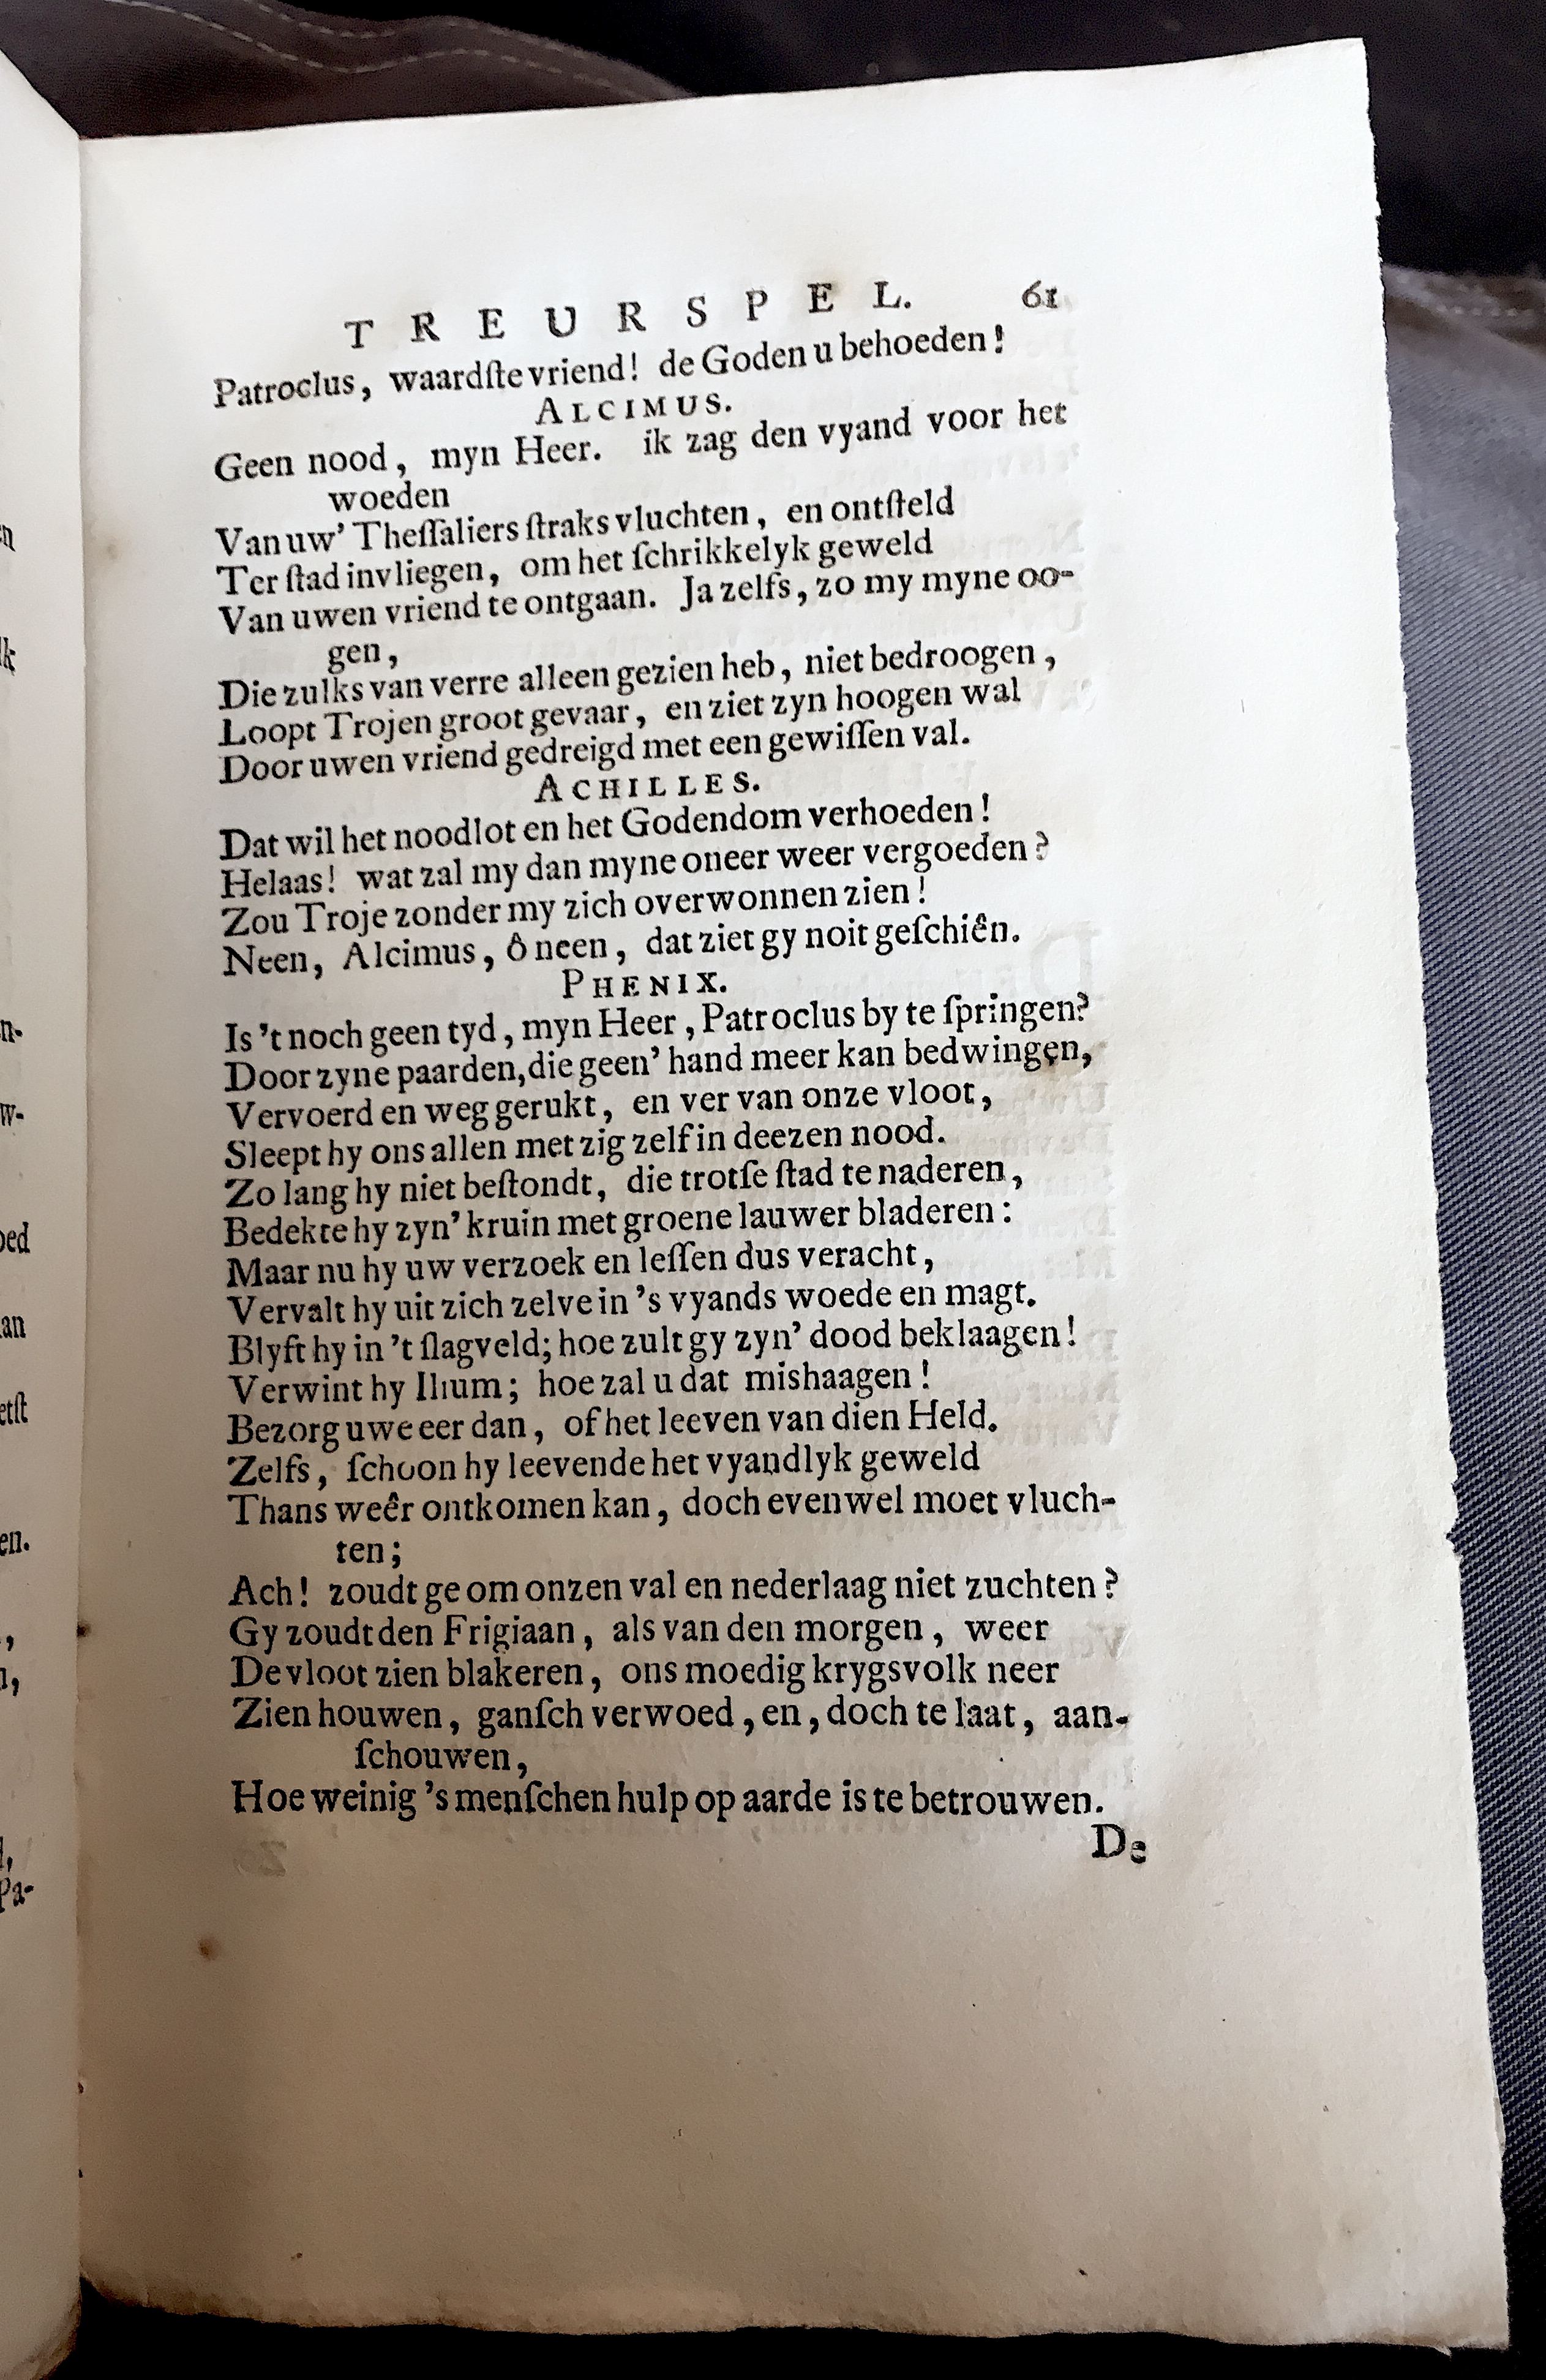 TREURSPEL. 61
Patroclus, waardſte vriend! de Goden u behoeden!
ALCIMUS.
Geen nood, myn Heer. ik zag den vyand voor het
woeden
Van uw' Theſſaliers ſtraks vluchten, en ontſteld
Ter ſtad invliegen, om het ſchrikkelyk geweld
Van uwen vriend te ontgaan. Ja zelfs, zo my myne oo-
gen,
Die zulks van verre alleen gezien heb, niet bedroogen,
Loopt Trojen groot gevaar, en ziet zyn hoogen wal
Door uwen vriend gedreigd met een gewiſſen val.
ACHILLES.
Dat wil het noodlot en het Godendom verhoeden!
Helaas! wat zal my dan myne oneer weer vergoeden?
Zou Troje zonder my zich overwonnen zien!
Neen, Alcimus, ô neen, dat ziet gy noit geſchiên.
PHENIX.
Is 't noch geen tyd, myn Heer, Patroclus by te ſpringen?
Door zyne paarden, die geen' hand meer kan bedwingen,
Vervoerd en weg gerukt, en ver van onze vloot,
Sleept hy ons allen met zig zelf in deezen nood.
Zo lang hy niet beſtondt, die trotſe ſtad te naderen,
Bedekte hy zyn' kruin met groene lauwer bladeren:
Maar nu hy uw verzoek en leſſen dus veracht,
Vervalt hy uit zich zelve in 's vyands woede en magt.
Blyft hy in 't ſlagveld; hoe zult gy zyn' dood beklaagen!
Verwint hy Ilium; hoe zal u dat mishaagen!
Bezorg uwe eer dan, of het leeven van dien Held.
Zelfs, ſchoon hy leevende het vyandlyk geweld
Thans weêr ontkomen kan, doch evenwel moet vluch-
ten;
Ach! zoudt ge om onzen val en nederlaag niet zuchten?
Gy zoudt den Frigiaan, als van den morgen, weer
De vloot zien blakeren, ons moedig krygsvolk neer
Zien houwen, ganſch verwoed, en, doch te laat, aan-
ſchouwen,
Hoe weinig 's menſchen hulp op aarde is te betrouwen.
De